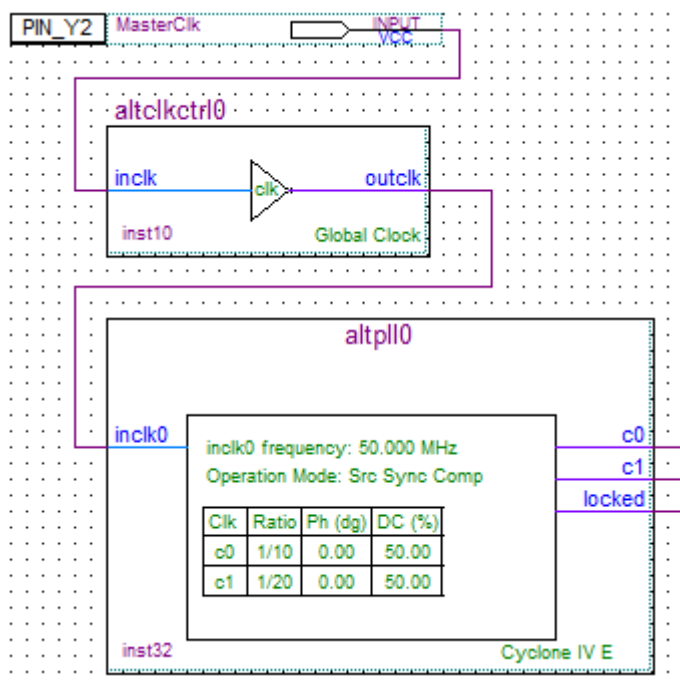 PIN_Y2 MasterClk INPUT
VCC
altclkctrl0
inclk clk outclk
inst10 Global Clock
altpll0
inclk0 c0
inclk0 frequency: 50.000 MHz
Operation Mode: Src Sync Comp
c1
locked
Clk Ratio Ph (dg) DC (%)
c0 1/10 0.00 50.00
c1 1/20 0.00 50.00
inst32 Cyclone IV E